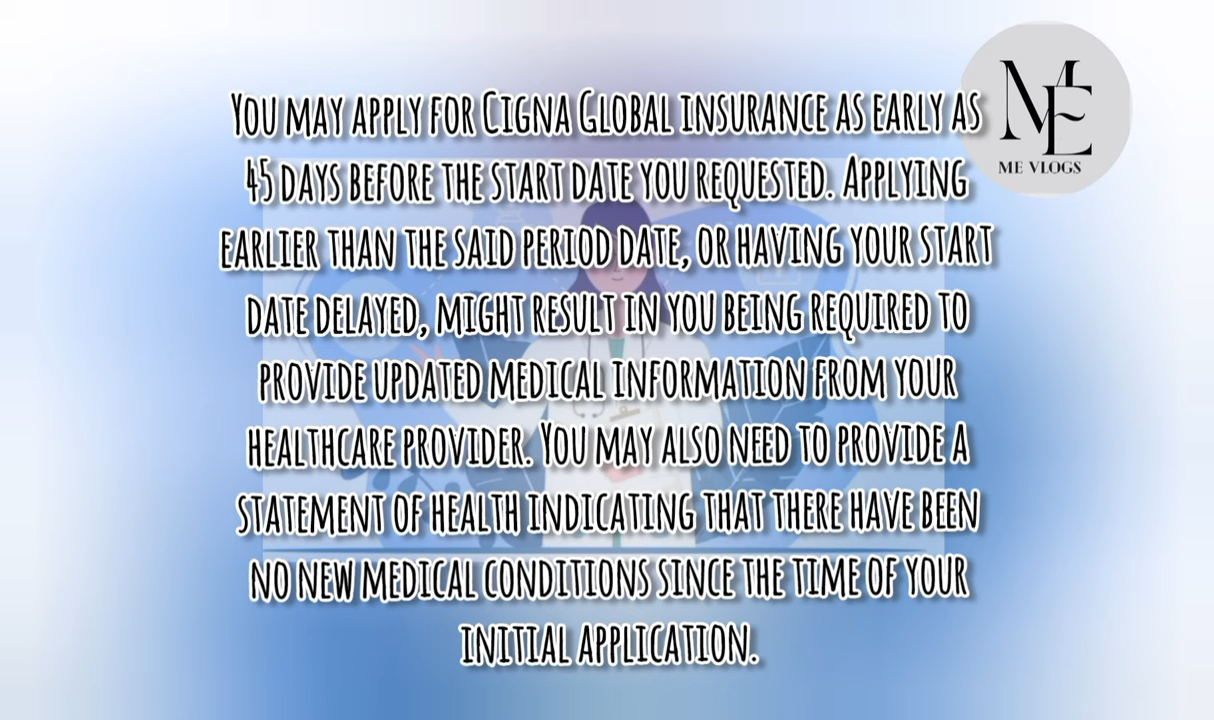 You may apply for Cigna Global insurance as early as
45 days before the start date you requested. Applying
earlier than the said period date, or having your start
date delayed, might result in you being required to
provide updated medical information from your
healthcare provider. You may also need to provide a
statement of health indicating that there have been
no new medical conditions since the time of your
initial application.
ME
ME VLOGS